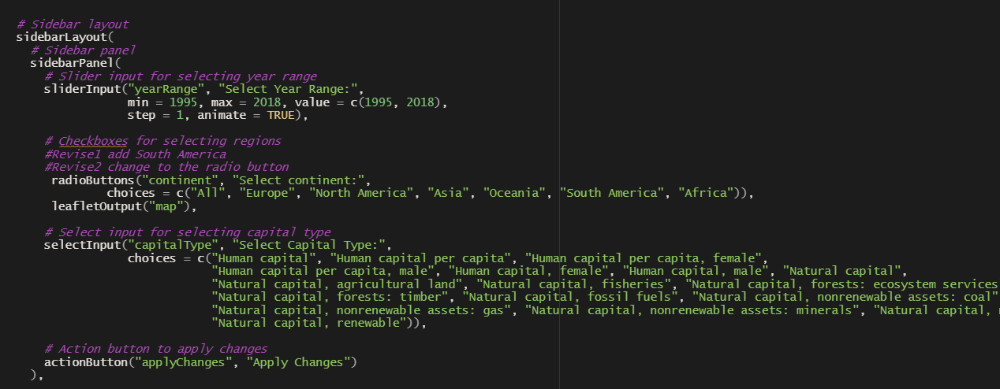 # Sidebar layout
sidebarLayout(
# Sidebar panel
sidebarPanel(
# Slider input for selecting year range
sliderInput("yearRange", "Select Year Range:",
min = 1995, max = 2018, value = c(1995, 2018),
step = 1, animate = TRUE),
# Checkboxes for selecting regions
#Revise1 add South America
#Revise2 change to the radio button
radioButtons("continent", "Select continent:",
choices = c("All", "Europe", "North America", "Asia", "Oceania", "South America", "Africa")),
leafletOutput("map"),
# Select input for selecting capital type
selectInput("capitalType", "Select Capital Type:",
choices = c("Human capital", "Human capital per capita", "Human capital per capita, female",
"Human capital per capita, male", "Human capital, female", "Human capital, male", "Natural capital",
"Natural capital, agricultural land", "Natural capital, fisheries", "Natural capital, forests: ecosystem services
"Natural capital, forests: timber", "Natural capital, fossil fuels", "Natural capital, nonrenewable assets: coal"
"Natural capital, nonrenewable assets: gas", "Natural capital, nonrenewable assets: minerals", "Natural capital,
"Natural capital, renewable")),
# Action button to apply changes
actionButton("applyChanges", "Apply Changes")
),